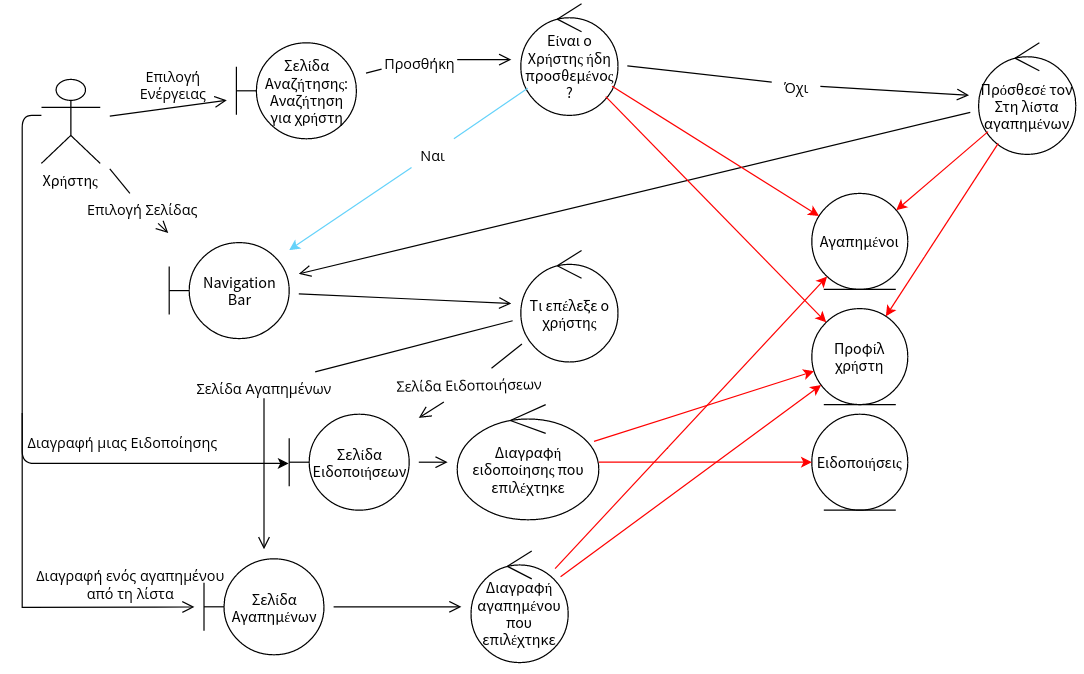 Είναι ο
Χρήστης ήδη
προσθεμένος
?
Σελίδα
Αναζήτησης:
Αναζήτηση
για χρήστη
Προσθήκη
Επιλογή
Ενέργειας
Όχι
Πρόσθεσέ τον
Στη λίστα
αγαπημένων
Ναι
Χρήστης
Επιλογή Σελίδας
Αγαπημένοι
Navigation
Bar
Τι επέλεξε ο
χρήστης
Προφίλ
χρήστη
Σελίδα Αγαπημένων
Σελίδα Ειδοποιήσεων
Διαγραφή μιας Ειδοποίησης
Σελίδα
Ειδοποιήσεων
Διαγραφή
ειδοποίησης που
επιλέχτηκε
Ειδοποιήσεις
Διαγραφή ενός αγαπημένου
από τη λίστα
Σελίδα
Αγαπημένων
Διαγραφή
αγαπημένου
που
επιλέχτηκε